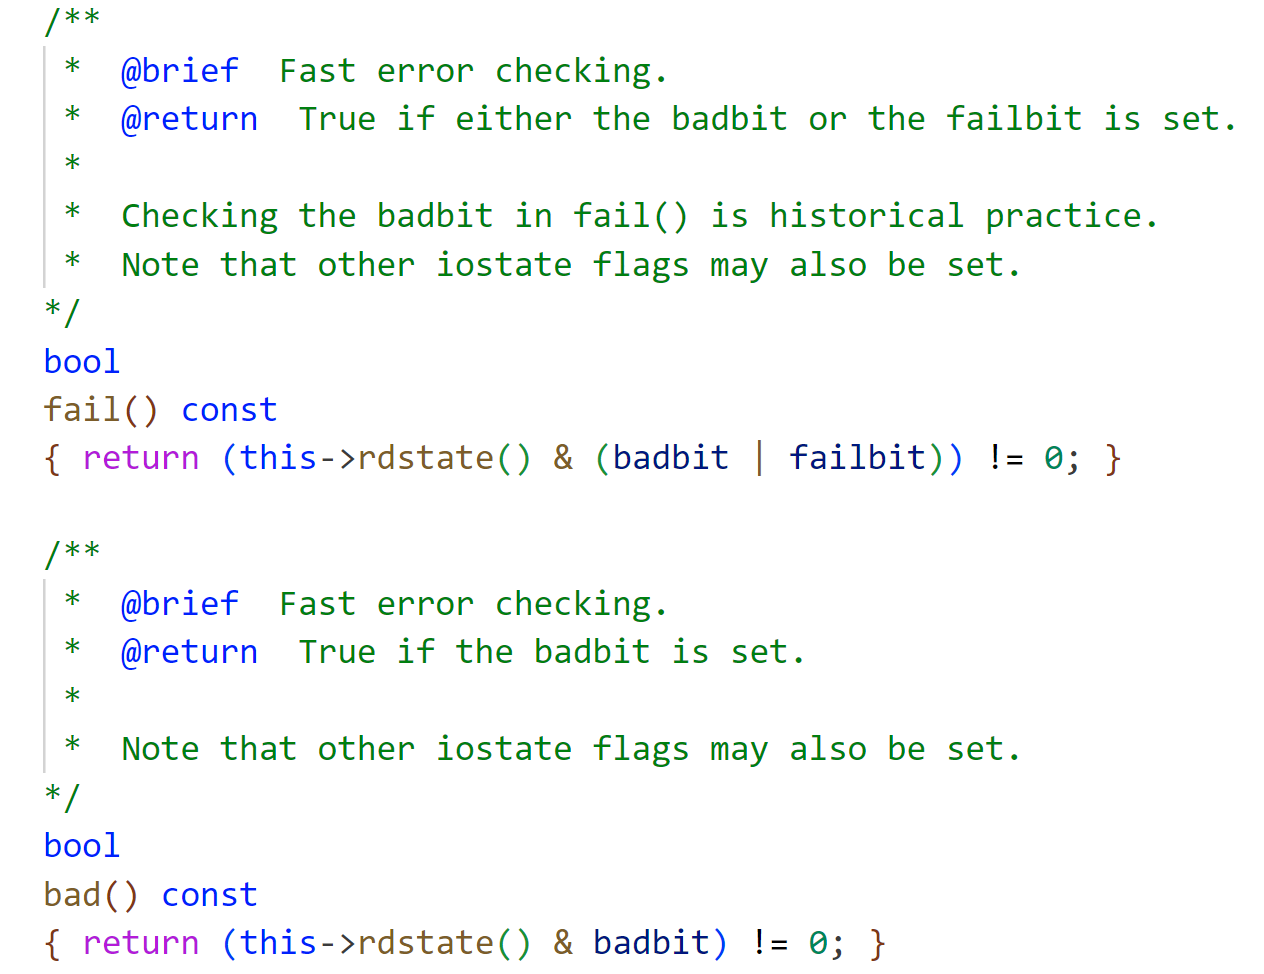 /**
 *  @brief  Fast error checking.
 *  @return  True if either the badbit or the failbit is set.
 *
 *  Checking the badbit in fail() is historical practice.
 *  Note that other iostate flags may also be set.
*/
bool
fail() const
{ return (this->rdstate() & (badbit | failbit)) != 0; }

/**
 *  @brief  Fast error checking.
 *  @return  True if the badbit is set.
 *
 *  Note that other iostate flags may also be set.
*/
bool
bad() const
{ return (this->rdstate() & badbit) != 0; }